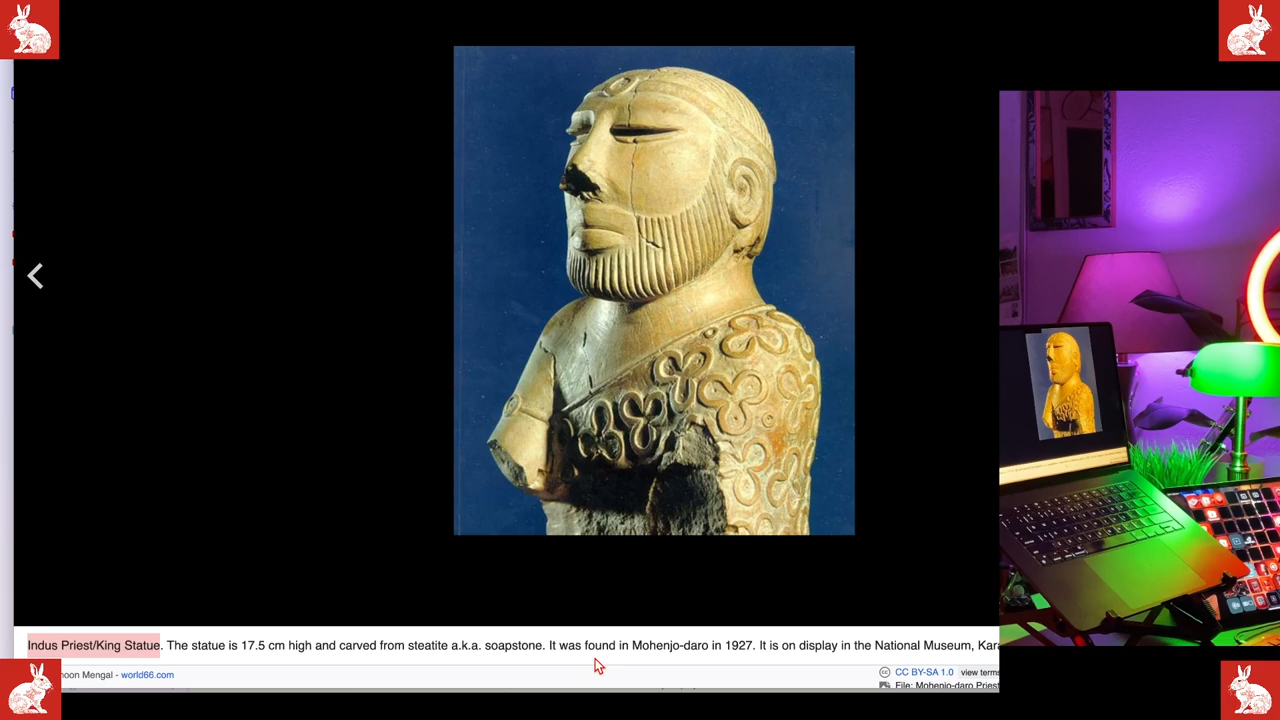 Indus Priest/King Statue. The statue is 17.5 cm high and carved from steatite a.k.a. soapstone. It was found in Mohenjo-daro in 1927. It is on display in the National Museum, Kara
noon Mengal - world66.com
CC BY-SA 1.0 view terms
File: Mohenjo-daro Priest